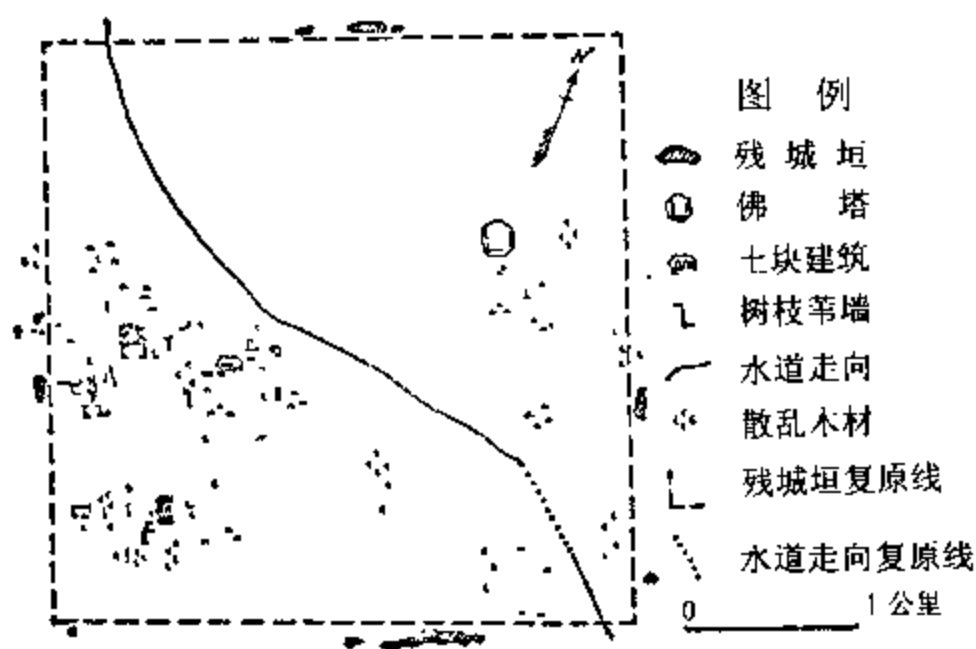 N
图 例
残 城 垣
佛 塔
七块建筑
树枝苇墙
水道走向
散乱木材
残城垣复原线
水道走向复原线
0 1公里